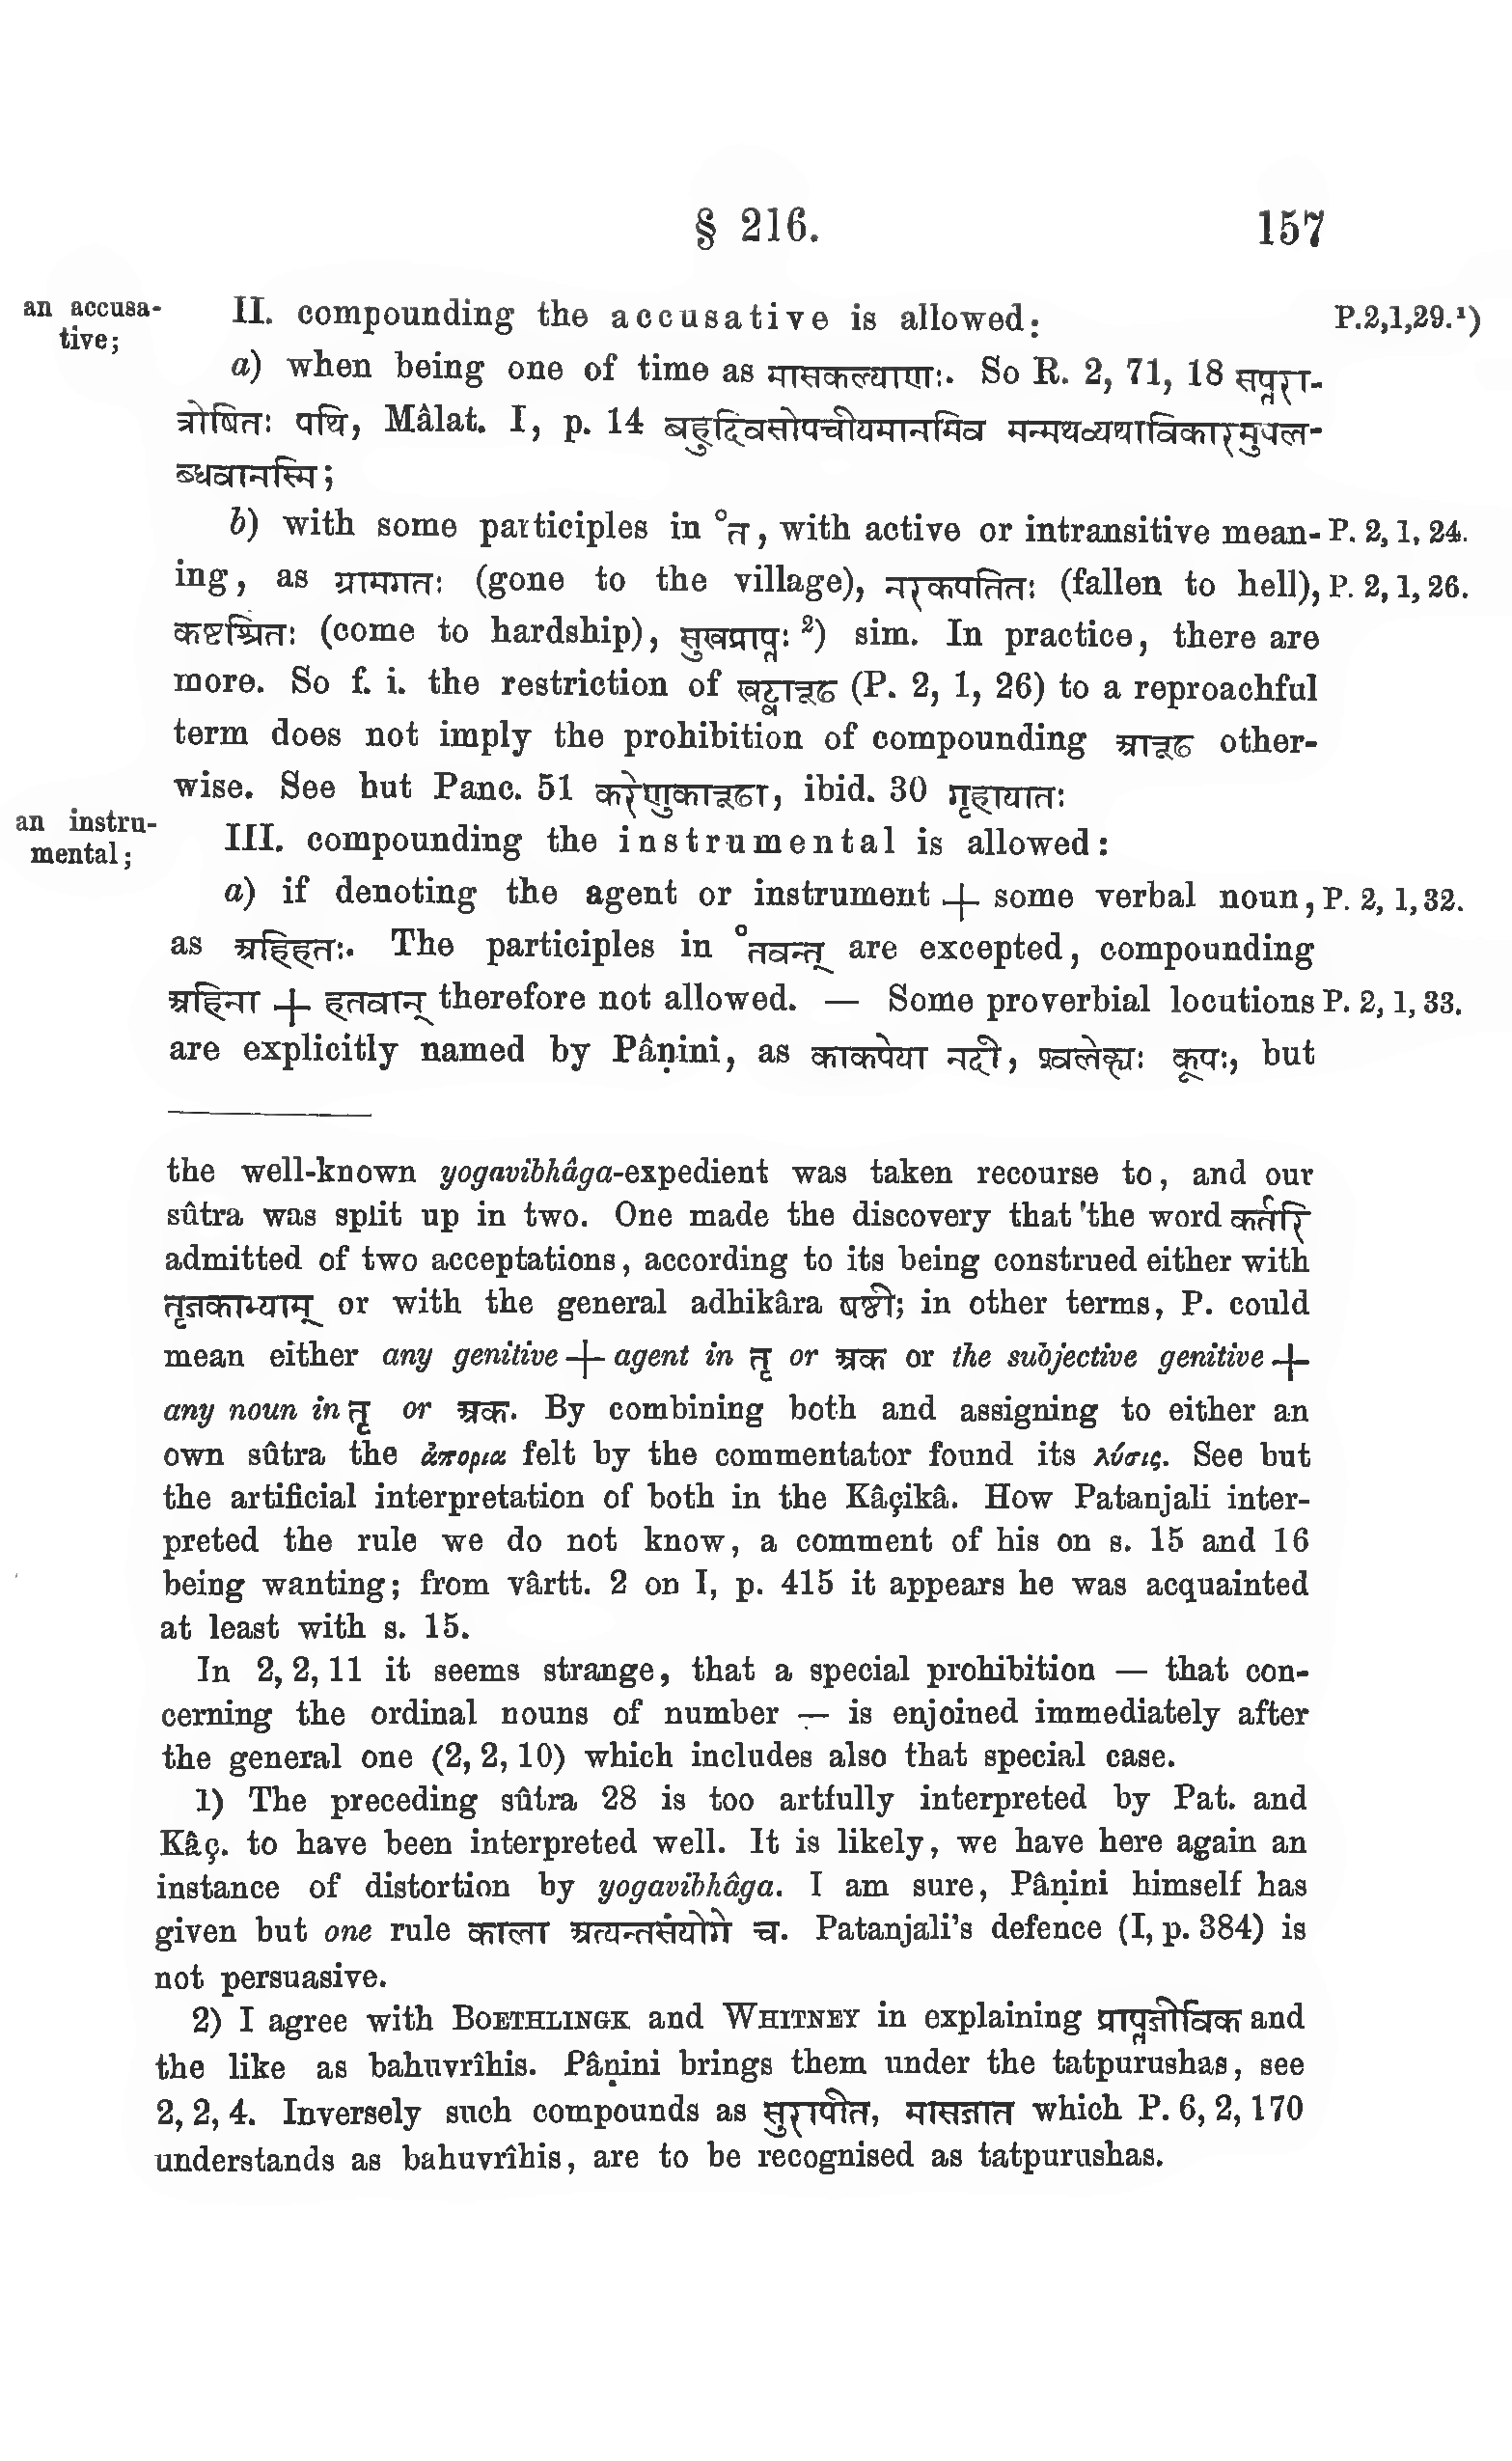 § 216. 157
an accusa-
tive;
II. compounding the accusative is allowed: P.2,1,29.¹)
a) when being one of time as मासकल्याणः. So R. 2, 71, 18 सप्तरा-
त्रोषितः पथि, Mâlat. I, p. 14 बहुदिवसोपचीयमानमिव मन्मथव्यथाविकारमुपल-
ब्धवानस्मि;
b) with some participles in °त, with active or intransitive mean- P. 2, 1, 24.
ing, as ग्रामगतः (gone to the village), नरकपतितः (fallen to hell), P. 2, 1, 26.
कष्टश्रितः (come to hardship), सुखप्राप्तः ²) sim. In practice, there are
more. So f. i. the restriction of खट्वारूढ (P. 2, 1, 26) to a reproachful
term does not imply the prohibition of compounding आरूढ other-
wise. See but Panc. 51 करेणुकारूढा, ibid. 30 गृहायातः
an instru-
mental;
III. compounding the instrumental is allowed:
a) if denoting the agent or instrument + some verbal noun, P. 2, 1, 32.
as अहिहतः. The participles in °तवन्त् are excepted, compounding
अहिना + हतवान् therefore not allowed. — Some proverbial locutions P. 2, 1, 33.
are explicitly named by Pâṇini, as काकपेया नदी, श्वलेह्यः कूपः, but
the well-known yogavibhâga-expedient was taken recourse to, and our
sûtra was split up in two. One made the discovery that 'the word कर्तरि
admitted of two acceptations, according to its being construed either with
तृजकाभ्याम् or with the general adhikâra षष्ठी; in other terms, P. could
mean either any genitive + agent in तृ or अक or the subjective genitive +
any noun in तृ or अक. By combining both and assigning to either an
own sûtra the ἀπορια felt by the commentator found its λύσις. See but
the artificial interpretation of both in the Kâçikâ. How Patanjali inter-
preted the rule we do not know, a comment of his on s. 15 and 16
being wanting; from vârtt. 2 on I, p. 415 it appears he was acquainted
at least with s. 15.
In 2, 2, 11 it seems strange, that a special prohibition — that con-
cerning the ordinal nouns of number — is enjoined immediately after
the general one (2, 2, 10) which includes also that special case.
1) The preceding sûtra 28 is too artfully interpreted by Pat. and
Kâç. to have been interpreted well. It is likely, we have here again an
instance of distortion by yogavibhâga. I am sure, Pâṇini himself has
given but one rule काला अत्यन्तसंयोगे च. Patanjali's defence (I, p. 384) is
not persuasive.
2) I agree with BOETHLINGK and WHITNEY in explaining प्राप्तजीविक and
the like as bahuvrîhis. Pâṇini brings them under the tatpurushas, see
2, 2, 4. Inversely such compounds as सुरापीत, मासजात which P. 6, 2, 170
understands as bahuvrîhis, are to be recognised as tatpurushas.